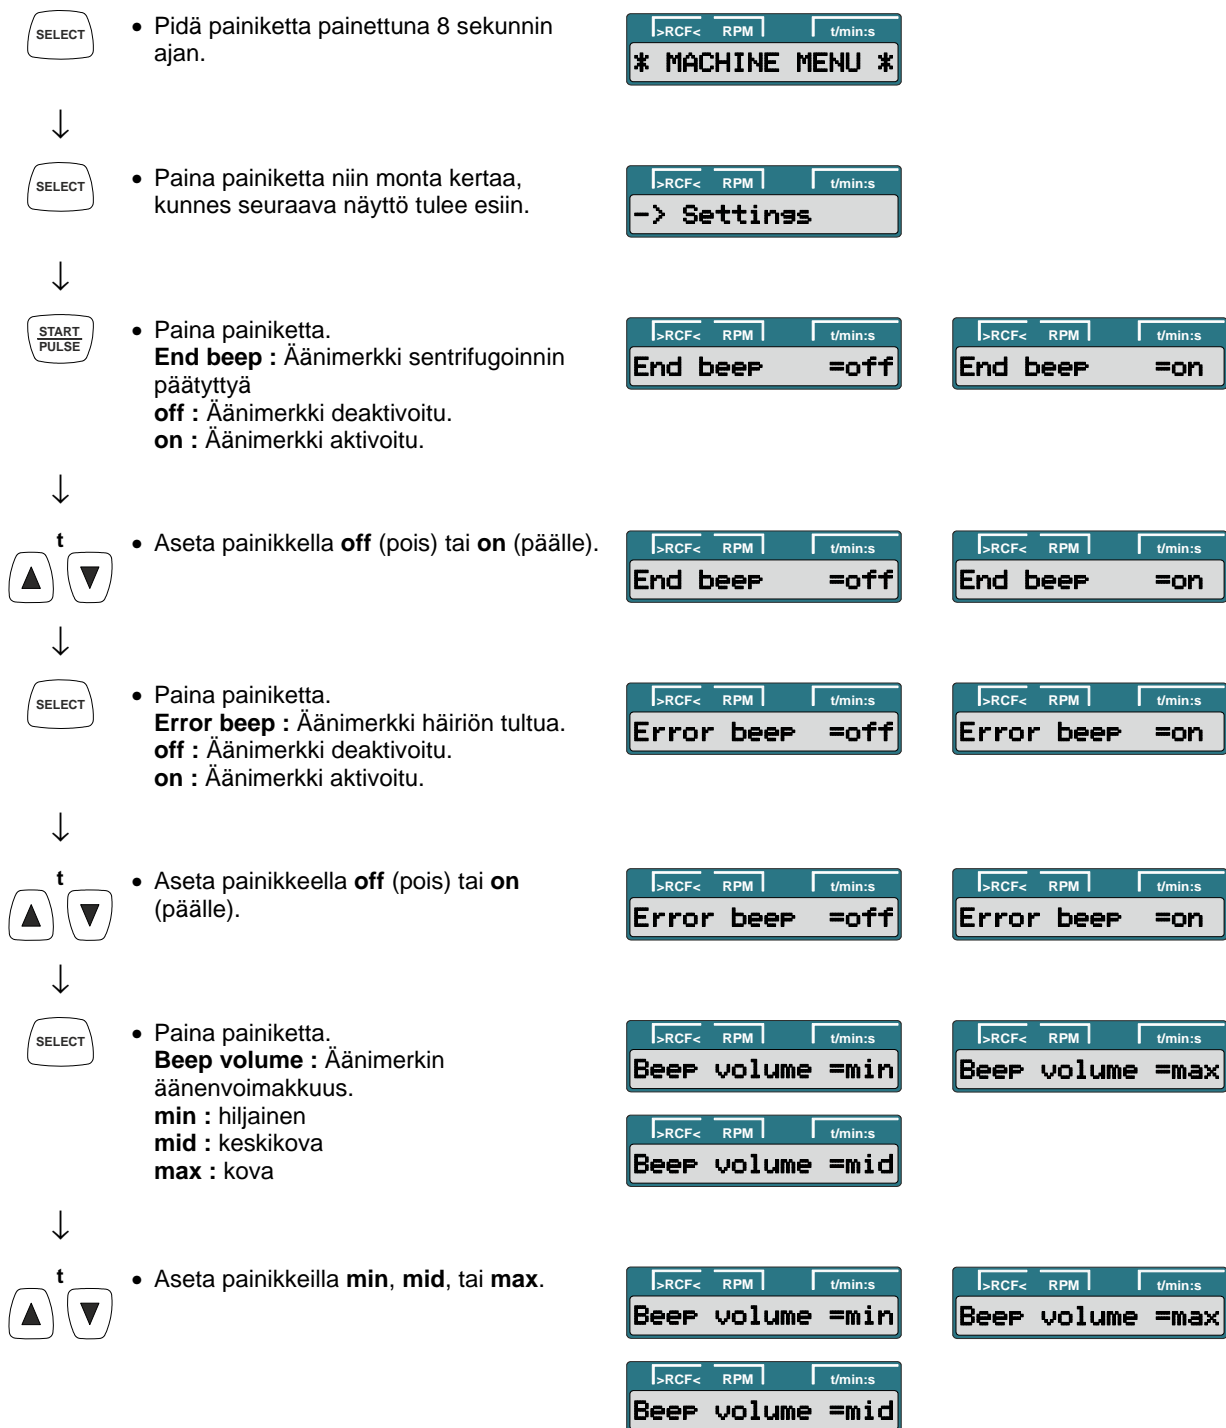 SELECT
• Pidä painiketta painettuna 8 sekunnin
ajan.
>RCF< RPM t/min:s
* MACHINE MENU *
↓
SELECT
• Paina painiketta niin monta kertaa,
kunnes seuraava näyttö tulee esiin.
>RCF< RPM t/min:s
-> Settings
↓
START
PULSE
• Paina painiketta.
End beep : Äänimerkki sentrifugoinnin
päätyttyä
off : Äänimerkki deaktivoitu.
on : Äänimerkki aktivoitu.
>RCF< RPM t/min:s
End beep =off
>RCF< RPM t/min:s
End beep =on
↓
t
▲ ▼
• Aseta painikkella off (pois) tai on (päälle).
>RCF< RPM t/min:s
End beep =off
>RCF< RPM t/min:s
End beep =on
↓
SELECT
• Paina painiketta.
Error beep : Äänimerkki häiriön tultua.
off : Äänimerkki deaktivoitu.
on : Äänimerkki aktivoitu.
>RCF< RPM t/min:s
Error beep =off
>RCF< RPM t/min:s
Error beep =on
↓
t
▲ ▼
• Aseta painikkeella off (pois) tai on
(päälle).
>RCF< RPM t/min:s
Error beep =off
>RCF< RPM t/min:s
Error beep =on
↓
SELECT
• Paina painiketta.
Beep volume : Äänimerkin
äänenvoimakkuus.
min : hiljainen
mid : keskikova
max : kova
>RCF< RPM t/min:s
Beep volume =min
>RCF< RPM t/min:s
Beep volume =max
>RCF< RPM t/min:s
Beep volume =mid
↓
t
▲ ▼
• Aseta painikkeilla min, mid, tai max.
>RCF< RPM t/min:s
Beep volume =min
>RCF< RPM t/min:s
Beep volume =max
>RCF< RPM t/min:s
Beep volume =mid